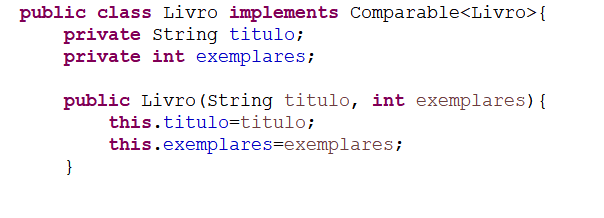 public class Livro implements Comparable<Livro>{
    private String titulo;
    private int exemplares;

    public Livro(String titulo, int exemplares){
        this.titulo=titulo;
        this.exemplares=exemplares;
    }